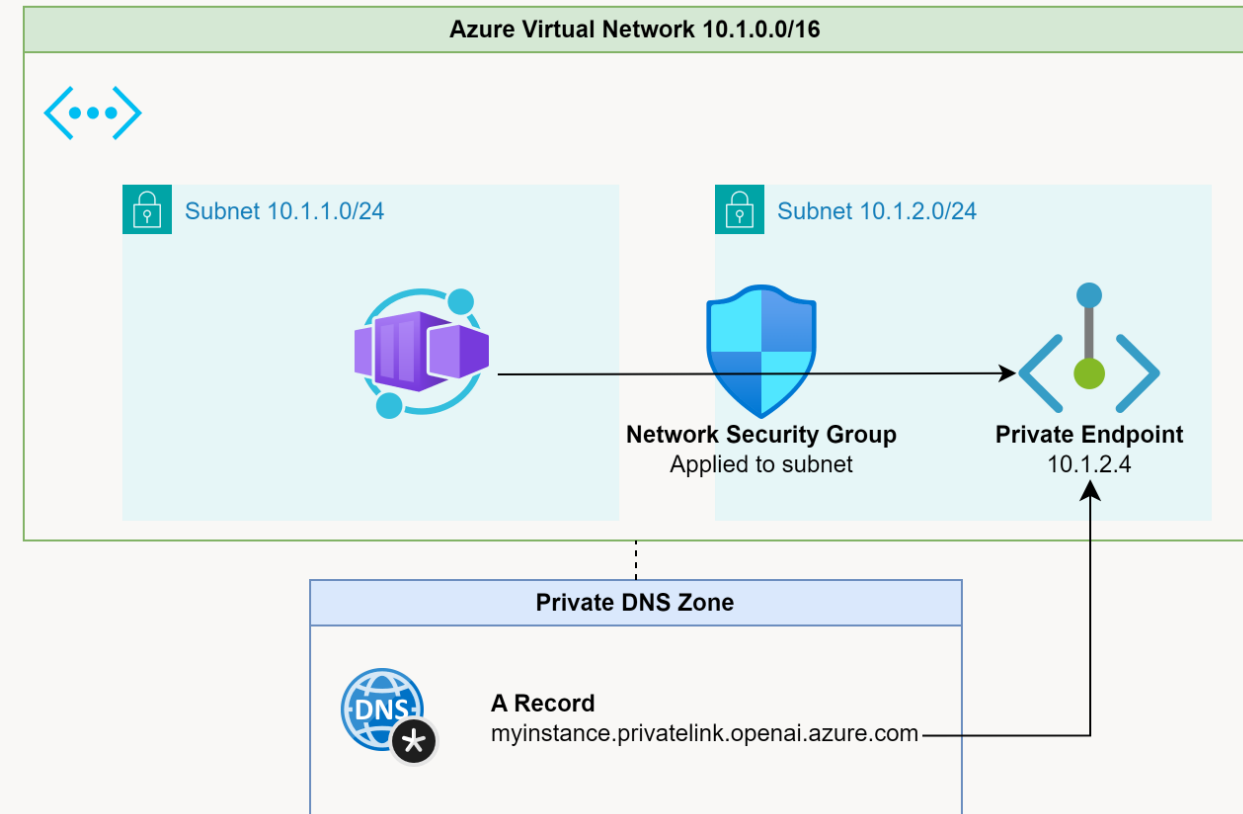 Azure Virtual Network 10.1.0.0/16
Subnet 10.1.1.0/24
Subnet 10.1.2.0/24
Network Security Group
Applied to subnet
Private Endpoint
10.1.2.4
Private DNS Zone
DNS
A Record
myinstance.privatelink.openai.azure.com